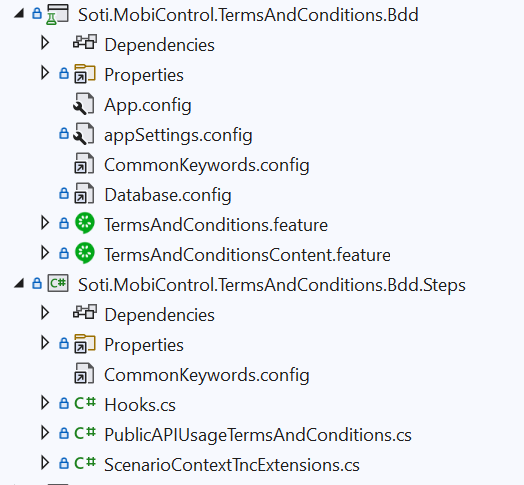 Soti.MobiControl.TermsAndConditions.Bdd
Dependencies
Properties
App.config
appSettings.config
CommonKeywords.config
Database.config
TermsAndConditions.feature
TermsAndConditionsContent.feature
C# Soti.MobiControl.TermsAndConditions.Bdd.Steps
Dependencies
Properties
CommonKeywords.config
C# Hooks.cs
C# PublicAPIUsageTermsAndConditions.cs
C# ScenarioContextTncExtensions.cs